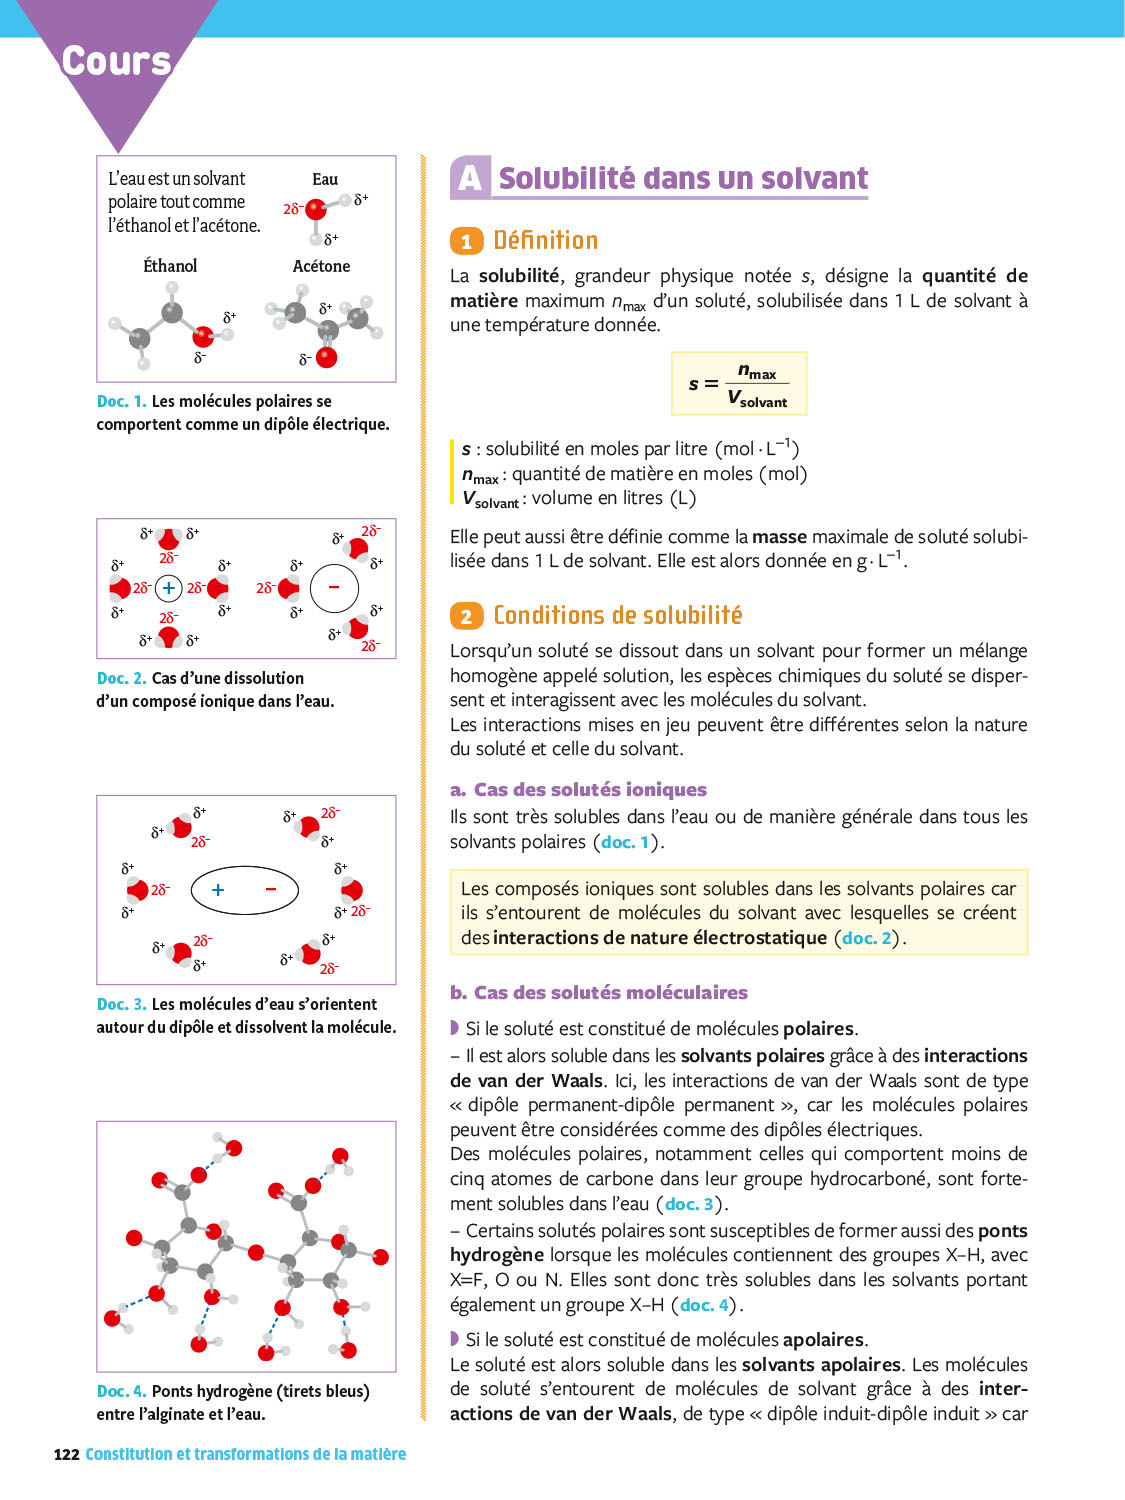 Cours
L'eau est un solvant
polaire tout comme
l'éthanol et l'acétone.
Eau
2δ⁻
δ⁺
δ⁺
Éthanol
δ⁺
δ⁻
Acétone
δ⁺
δ⁻
Doc. 1. Les molécules polaires se
comportent comme un dipôle électrique.
δ⁺ δ⁺ 2δ⁻
δ⁺ 2δ⁻ δ⁺
+
2δ⁻ δ⁺ δ⁺
2δ⁻ δ⁺ δ⁺
δ⁺ 2δ⁻ δ⁺
2δ⁻ δ⁺ δ⁺
–
δ⁺ δ⁺ 2δ⁻
Doc. 2. Cas d'une dissolution
d'un composé ionique dans l'eau.
δ⁺ δ⁺ 2δ⁻
δ⁺ 2δ⁻ δ⁺
δ⁺ 2δ⁻ δ⁺
+ –
δ⁺ δ⁺ 2δ⁻
δ⁺ 2δ⁻ δ⁺
δ⁺ δ⁺ 2δ⁻
Doc. 3. Les molécules d'eau s'orientent
autour du dipôle et dissolvent la molécule.
Doc. 4. Ponts hydrogène (tirets bleus)
entre l'alginate et l'eau.
A Solubilité dans un solvant
1 Définition
La solubilité, grandeur physique notée s, désigne la quantité de
matière maximum nmax d'un soluté, solubilisée dans 1 L de solvant à
une température donnée.
s = nmax / Vsolvant
s : solubilité en moles par litre (mol · L⁻¹)
nmax : quantité de matière en moles (mol)
Vsolvant : volume en litres (L)
Elle peut aussi être définie comme la masse maximale de soluté solubi-
lisée dans 1 L de solvant. Elle est alors donnée en g · L⁻¹.
2 Conditions de solubilité
Lorsqu'un soluté se dissout dans un solvant pour former un mélange
homogène appelé solution, les espèces chimiques du soluté se disper-
sent et interagissent avec les molécules du solvant.
Les interactions mises en jeu peuvent être différentes selon la nature
du soluté et celle du solvant.
a. Cas des solutés ioniques
Ils sont très solubles dans l'eau ou de manière générale dans tous les
solvants polaires (doc. 1).
Les composés ioniques sont solubles dans les solvants polaires car
ils s'entourent de molécules du solvant avec lesquelles se créent
des interactions de nature électrostatique (doc. 2).
b. Cas des solutés moléculaires
◗ Si le soluté est constitué de molécules polaires.
– Il est alors soluble dans les solvants polaires grâce à des interactions
de van der Waals. Ici, les interactions de van der Waals sont de type
« dipôle permanent-dipôle permanent », car les molécules polaires
peuvent être considérées comme des dipôles électriques.
Des molécules polaires, notamment celles qui comportent moins de
cinq atomes de carbone dans leur groupe hydrocarboné, sont forte-
ment solubles dans l'eau (doc. 3).
– Certains solutés polaires sont susceptibles de former aussi des ponts
hydrogène lorsque les molécules contiennent des groupes X–H, avec
X=F, O ou N. Elles sont donc très solubles dans les solvants portant
également un groupe X–H (doc. 4).
◗ Si le soluté est constitué de molécules apolaires.
Le soluté est alors soluble dans les solvants apolaires. Les molécules
de soluté s'entourent de molécules de solvant grâce à des inter-
actions de van der Waals, de type « dipôle induit-dipôle induit » car
122 Constitution et transformations de la matière